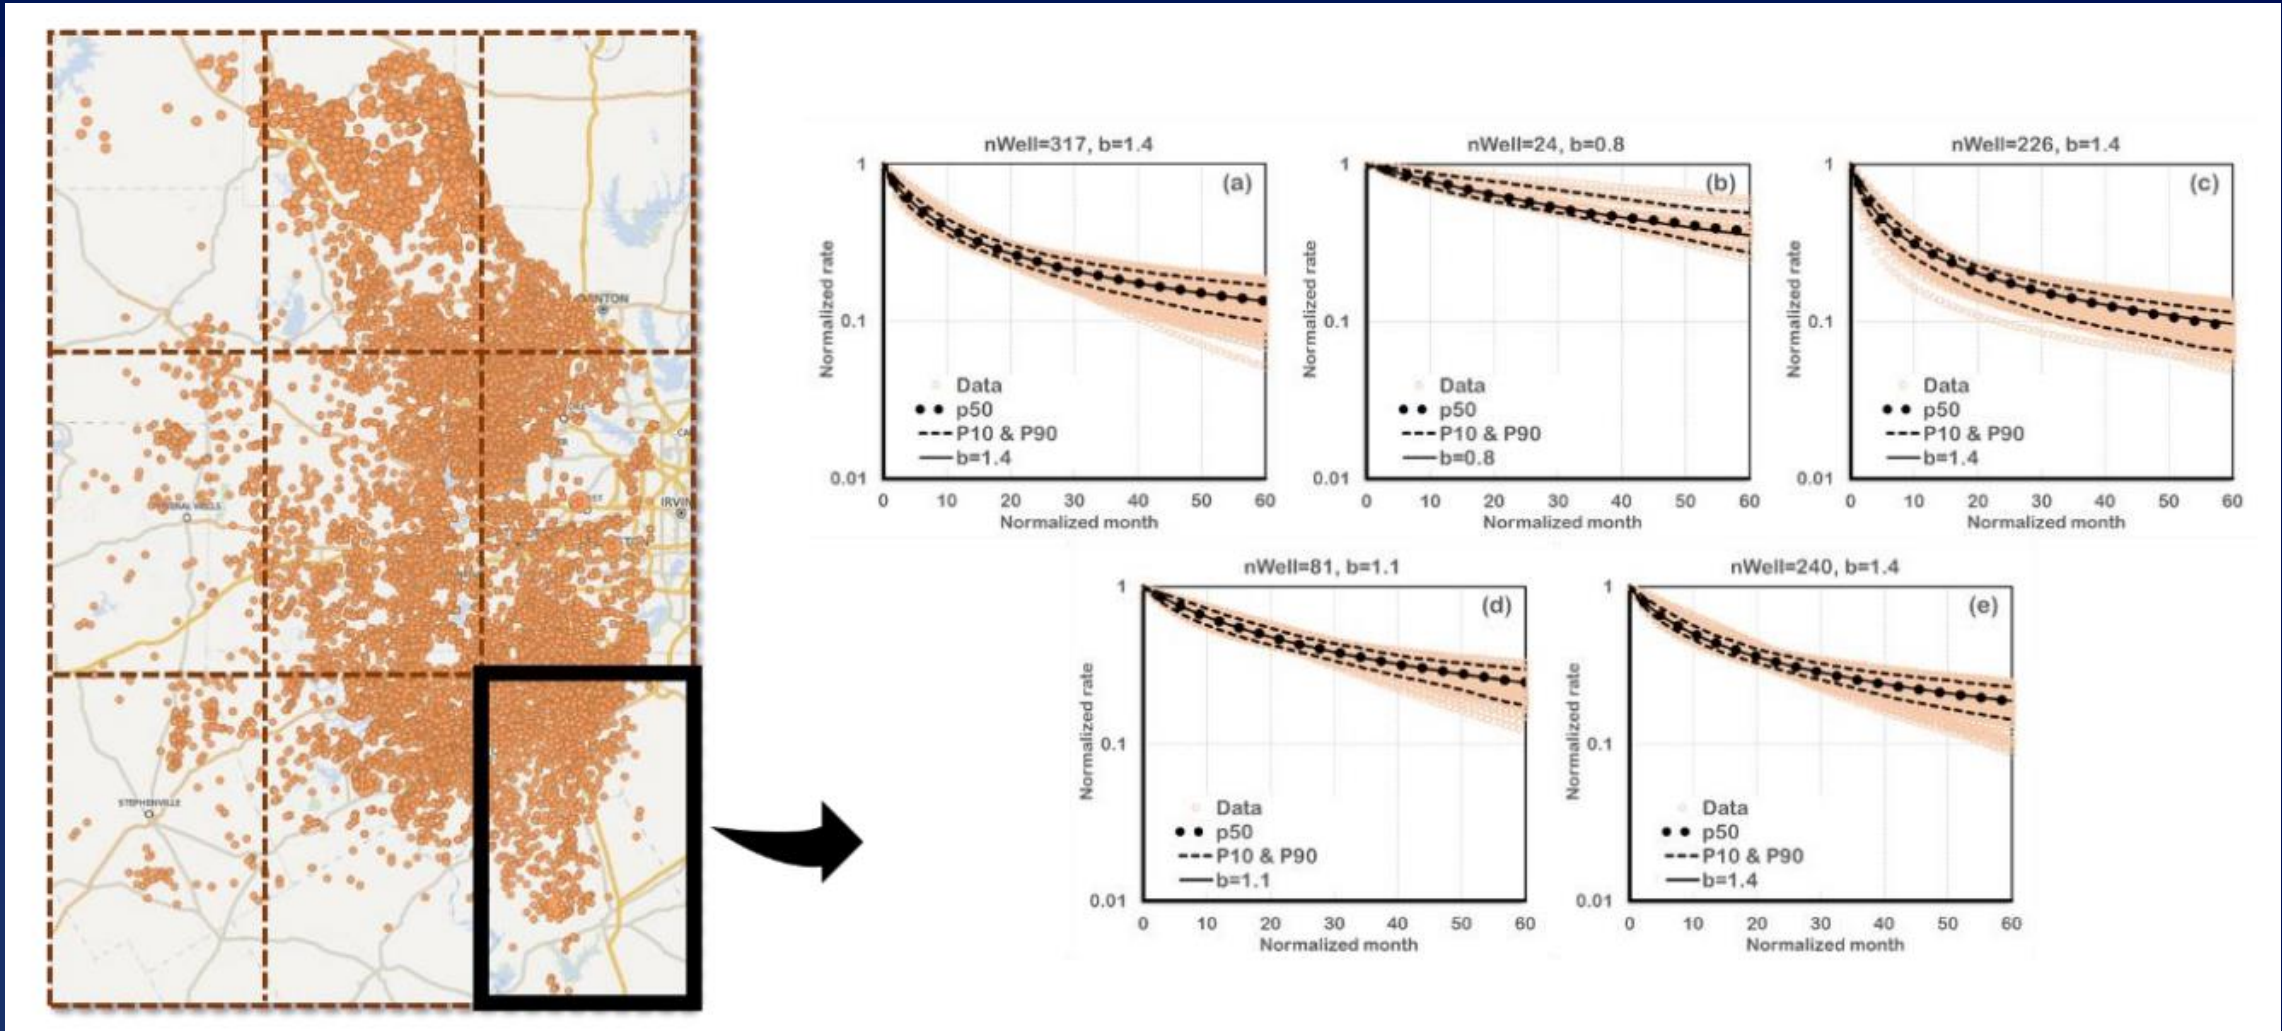 STEPHENVILLE
nWell=317, b=1.4
(a)
1
0.1
0.01
Normalized rate
Data
p50
P10 & P90
b=1.4
0 10 20 30 40 50 60
Normalized month
nWell=24, b=0.8
(b)
1
0.1
0.01
Normalized rate
Data
p50
P10 & P90
b=0.8
0 10 20 30 40 50 60
Normalized month
nWell=226, b=1.4
(c)
1
0.1
0.01
Normalized rate
Data
p50
P10 & P90
b=1.4
0 10 20 30 40 50 60
Normalized month
nWell=81, b=1.1
(d)
1
0.1
0.01
Normalized rate
Data
p50
P10 & P90
b=1.1
0 10 20 30 40 50 60
Normalized month
nWell=240, b=1.4
(e)
1
0.1
0.01
Normalized rate
Data
p50
P10 & P90
b=1.4
0 10 20 30 40 50 60
Normalized month